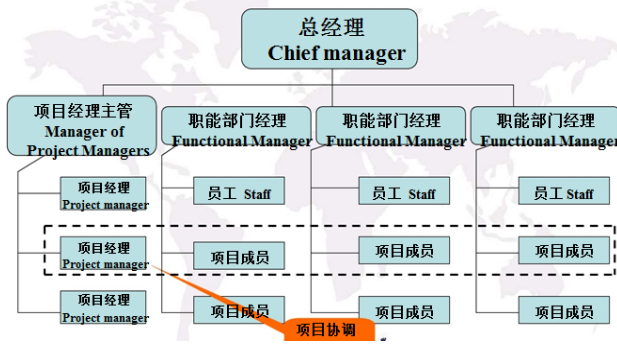 总经理
Chief manager
项目经理主管
Manager of
Project Managers
职能部门经理
Functional Manager
职能部门经理
Functional Manager
职能部门经理
Functional Manager
项目经理
Project manager
员工 Staff
员工 Staff
员工 Staff
项目经理
Project manager
项目成员
项目成员
项目成员
项目经理
Project manager
项目成员
项目成员
项目成员
项目协调